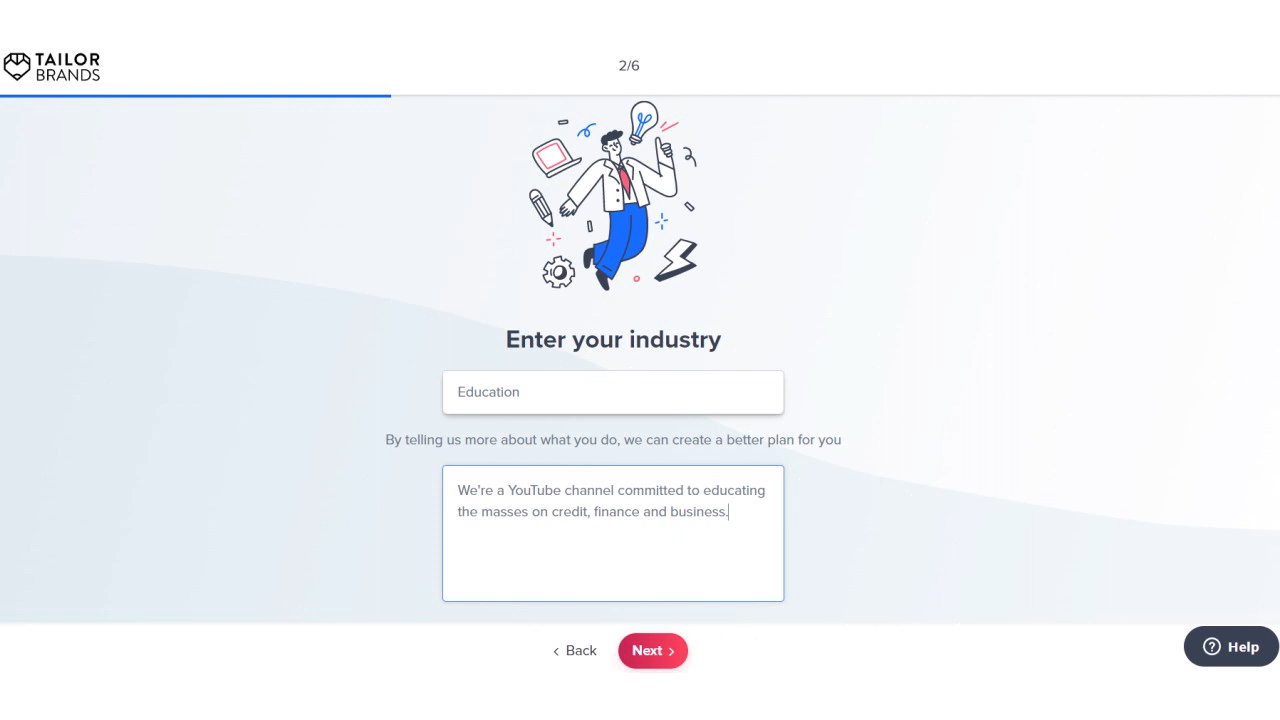 TAILOR
BRANDS
2/6
Enter your industry
Education
By telling us more about what you do, we can create a better plan for you
We're a YouTube channel committed to educating
the masses on credit, finance and business.
‹ Back
Next ›
? Help